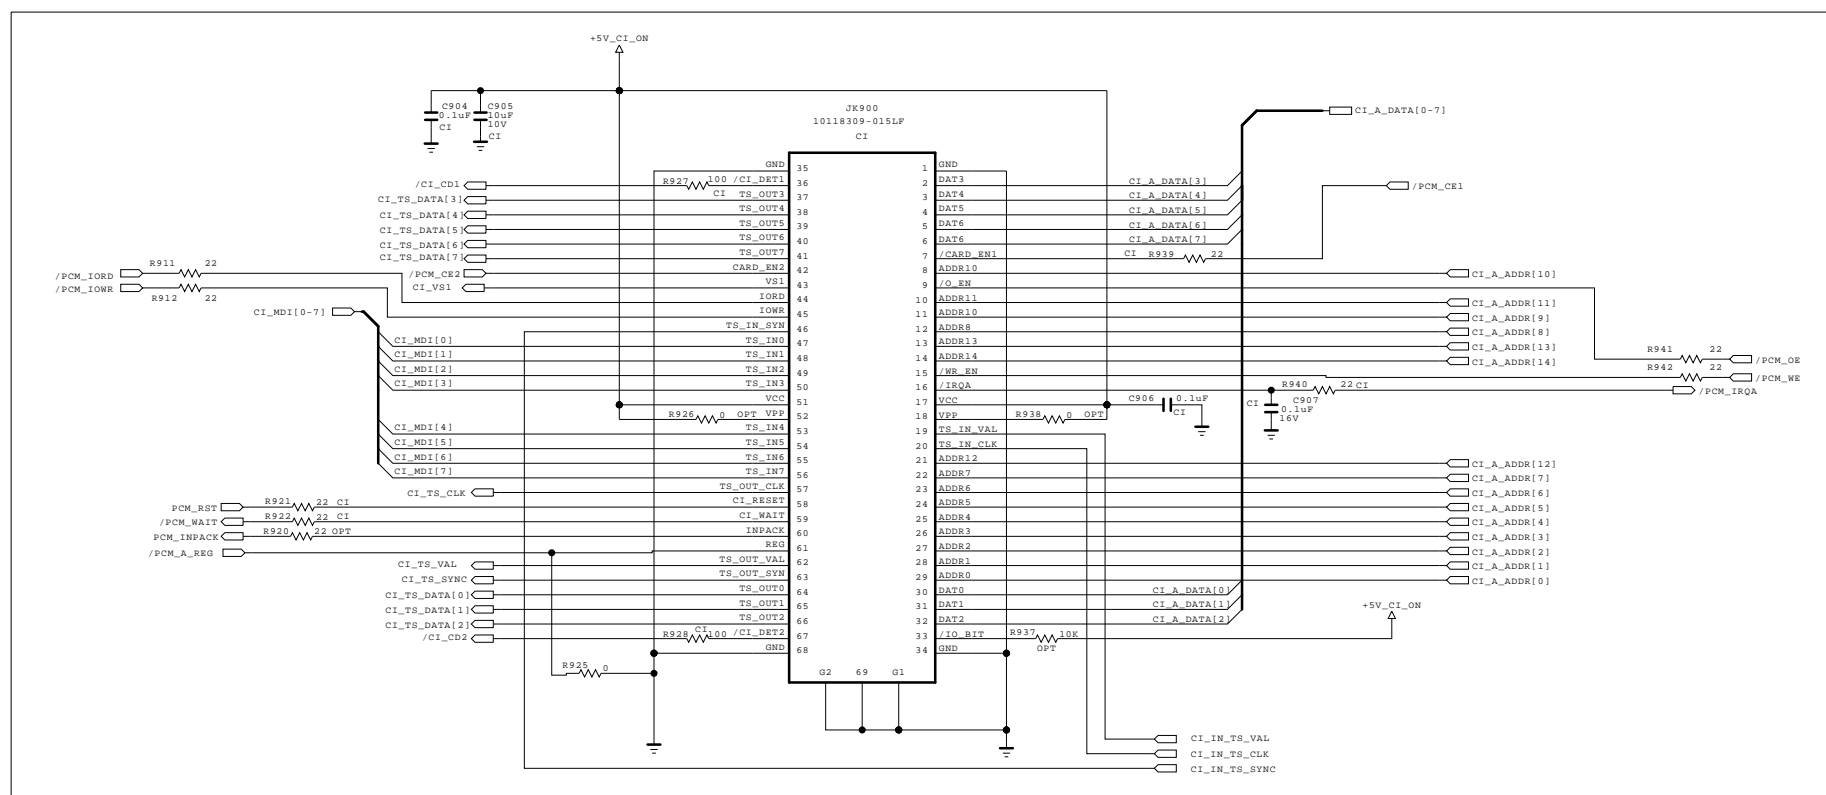 +5V_CI_ON
C904
0.1uF
CI
C905
10uF
10V
CI
JK900
10118309-015LF
CI
CI_A_DATA[0-7]
GND 35 1 GND
/CI_CD1 R927 100 /CI_DET1 36 2 DAT3 CI_A_DATA[3] /PCM_CE1
CI
CI_TS_DATA[3] TS_OUT3 37 3 DAT4 CI_A_DATA[4]
CI_TS_DATA[4] TS_OUT4 38 4 DAT5 CI_A_DATA[5]
CI_TS_DATA[5] TS_OUT5 39 5 DAT6 CI_A_DATA[6]
CI_TS_DATA[6] TS_OUT6 40 6 DAT6 CI_A_DATA[7]
CI_TS_DATA[7] TS_OUT7 41 7 /CARD_EN1 CI R939 22
/PCM_CE2 CARD_EN2 42 8 ADDR10 CI_A_ADDR[10]
/PCM_IORD R911 22
CI_VS1 VS1 43 9 /O_EN
/PCM_IOWR R912 22
IORD 44 10 ADDR11 CI_A_ADDR[11]
CI_MDI[0-7] IOWR 45 11 ADDR10 CI_A_ADDR[9]
TS_IN_SYN 46 12 ADDR8 CI_A_ADDR[8]
CI_MDI[0] TS_IN0 47 13 ADDR13 CI_A_ADDR[13]
CI_MDI[1] TS_IN1 48 14 ADDR14 CI_A_ADDR[14]
R941 22 /PCM_OE
CI_MDI[2] TS_IN2 49 15 /WR_EN R942 22 /PCM_WE
CI_MDI[3] TS_IN3 50 16 /IRQA R940 22 CI /PCM_IRQA
VCC 51 17 VCC C906 0.1uF CI
CI C907 0.1uF 16V
R926 0 OPT VPP 52 18 VPP R938 0 OPT
CI_MDI[4] TS_IN4 53 19 TS_IN_VAL
CI_MDI[5] TS_IN5 54 20 TS_IN_CLK
CI_MDI[6] TS_IN6 55 21 ADDR12 CI_A_ADDR[12]
CI_MDI[7] TS_IN7 56 22 ADDR7 CI_A_ADDR[7]
CI_TS_CLK TS_OUT_CLK 57 23 ADDR6 CI_A_ADDR[6]
PCM_RST R921 22 CI CI_RESET 58 24 ADDR5 CI_A_ADDR[5]
/PCM_WAIT R922 22 CI CI_WAIT 59 25 ADDR4 CI_A_ADDR[4]
PCM_INPACK R920 22 OPT INPACK 60 26 ADDR3 CI_A_ADDR[3]
/PCM_A_REG REG 61 27 ADDR2 CI_A_ADDR[2]
CI_TS_VAL TS_OUT_VAL 62 28 ADDR1 CI_A_ADDR[1]
CI_TS_SYNC TS_OUT_SYN 63 29 ADDR0 CI_A_ADDR[0]
CI_TS_DATA[0] TS_OUT0 64 30 DAT0 CI_A_DATA[0]
CI_TS_DATA[1] TS_OUT1 65 31 DAT1 CI_A_DATA[1]
+5V_CI_ON
CI_TS_DATA[2] TS_OUT2 66 32 DAT2 CI_A_DATA[2]
/CI_CD2 R928 CI 100 /CI_DET2 67 33 /IO_BIT R937 10K
OPT
GND 68 34 GND
R925 0
G2 69 G1
CI_IN_TS_VAL
CI_IN_TS_CLK
CI_IN_TS_SYNC